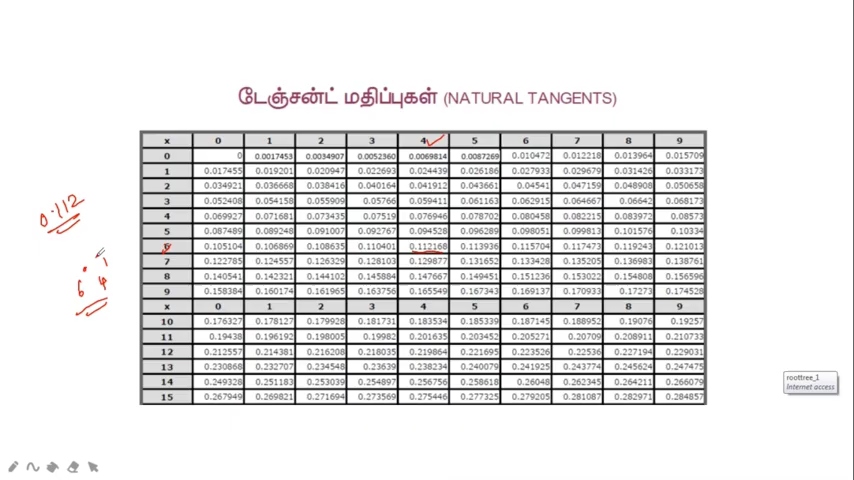 டேஞ்சன்ட் மதிப்புகள் (NATURAL TANGENTS)
x 0 1 2 3 4 5 6 7 8 9
0 0 0.0017453 0.0034907 0.0052360 0.0069814 0.0087269 0.010472 0.012218 0.013964 0.015709
1 0.017455 0.019201 0.020947 0.022693 0.024439 0.026186 0.027933 0.029679 0.031426 0.033173
2 0.034921 0.036668 0.038416 0.040164 0.041912 0.043661 0.04541 0.047159 0.048908 0.050658
3 0.052408 0.054158 0.055909 0.05766 0.059411 0.061163 0.062915 0.064667 0.06642 0.068173
4 0.069927 0.071681 0.073435 0.07519 0.076946 0.078702 0.080458 0.082215 0.083972 0.08573
5 0.087489 0.089248 0.091007 0.092767 0.094528 0.096289 0.098051 0.099813 0.101576 0.10334
6 0.105104 0.106869 0.108635 0.110401 0.112168 0.113936 0.115704 0.117473 0.119243 0.121013
7 0.122785 0.124557 0.126329 0.128103 0.129877 0.131652 0.133428 0.135205 0.136983 0.138761
8 0.140541 0.142321 0.144102 0.145884 0.147667 0.149451 0.151236 0.153022 0.154808 0.156596
9 0.158384 0.160174 0.161965 0.163756 0.165549 0.167343 0.169137 0.170933 0.17273 0.174528
x 0 1 2 3 4 5 6 7 8 9
10 0.176327 0.178127 0.179928 0.181731 0.183534 0.185339 0.187145 0.188952 0.19076 0.19257
11 0.19438 0.196192 0.198005 0.19982 0.201635 0.203452 0.205271 0.20709 0.208911 0.210733
12 0.212557 0.214381 0.216208 0.218035 0.219864 0.221695 0.223526 0.22536 0.227194 0.229031
13 0.230868 0.232707 0.234548 0.23639 0.238234 0.240079 0.241925 0.243774 0.245624 0.247475
14 0.249328 0.251183 0.253039 0.254897 0.256756 0.258618 0.26048 0.262345 0.264211 0.266079
15 0.267949 0.269821 0.271694 0.273569 0.275446 0.277325 0.279205 0.281087 0.282971 0.284857
0.112
6.4
roottree_1
Internet access